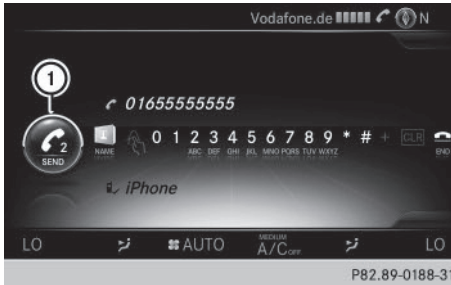 Vodafone.de N
1
01655555555
2 SEND
NAME 0 1 2 3 4 5 6 7 8 9 * # + CLR END
ABC DEF GHI JKL MNO PQRS TUV WXYZ
iPhone
LO AUTO MEDIUM A/C OFF LO
P82.89-0188-31